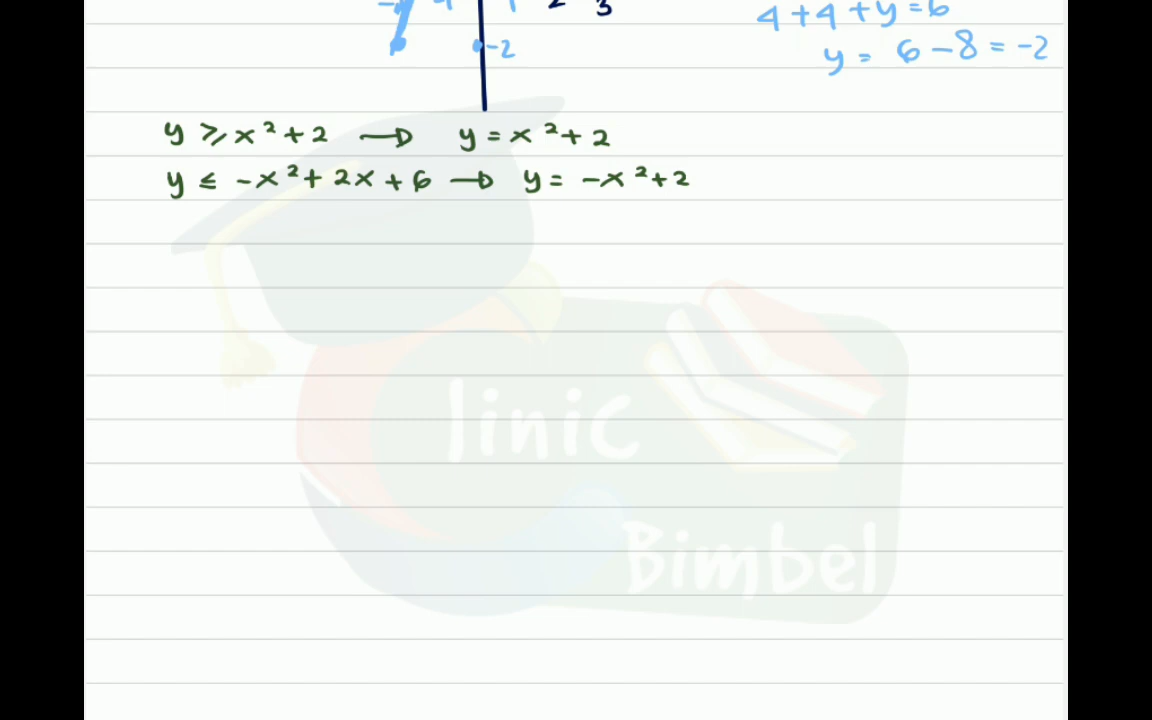 -2
4 + 4 + y = 6
y = 6 - 8 = -2
y ≥ x² + 2 → y = x² + 2
y ≤ -x² + 2x + 6 → y = -x² + 2
linic
Bimbel